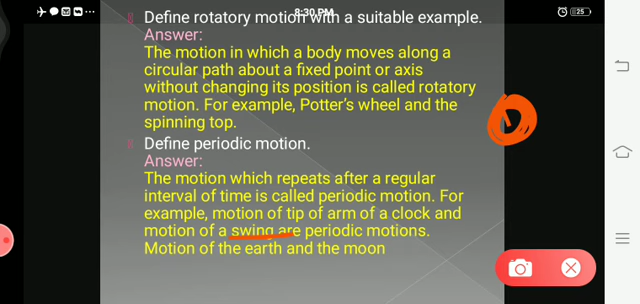 8:30 PM
25
Define rotatory motion with a suitable example.
Answer:
The motion in which a body moves along a
circular path about a fixed point or axis
without changing its position is called rotatory
motion. For example, Potter's wheel and the
spinning top.
Define periodic motion.
Answer:
The motion which repeats after a regular
interval of time is called periodic motion. For
example, motion of tip of arm of a clock and
motion of a swing are periodic motions.
Motion of the earth and the moon